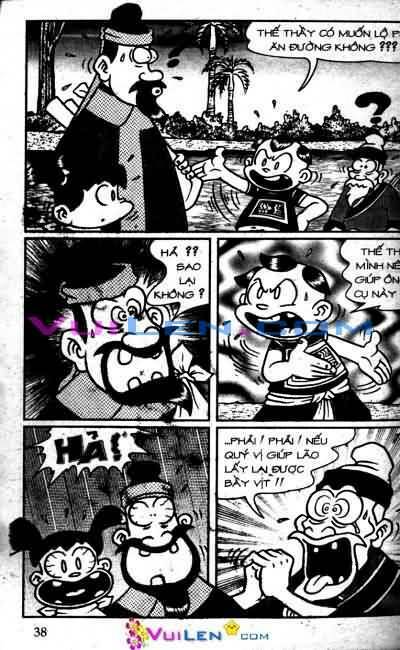 THẾ THẦY CÓ MUỐN LỘ P
ĂN ĐƯỜNG KHÔNG ???
?
HẢ ??
SAO
LẠI
KHÔNG ?
THẾ TH
MÌNH NẾ
GIÚP ÔN
CỤ NÀY
VUILEN.COM
HẢ!
...PHẢI ! PHẢI ! NẾU
QUÝ VỊ GIÚP LÃO
LẤY LẠI ĐƯỢC
BẦY VỊT !!
38
VUILEN.COM